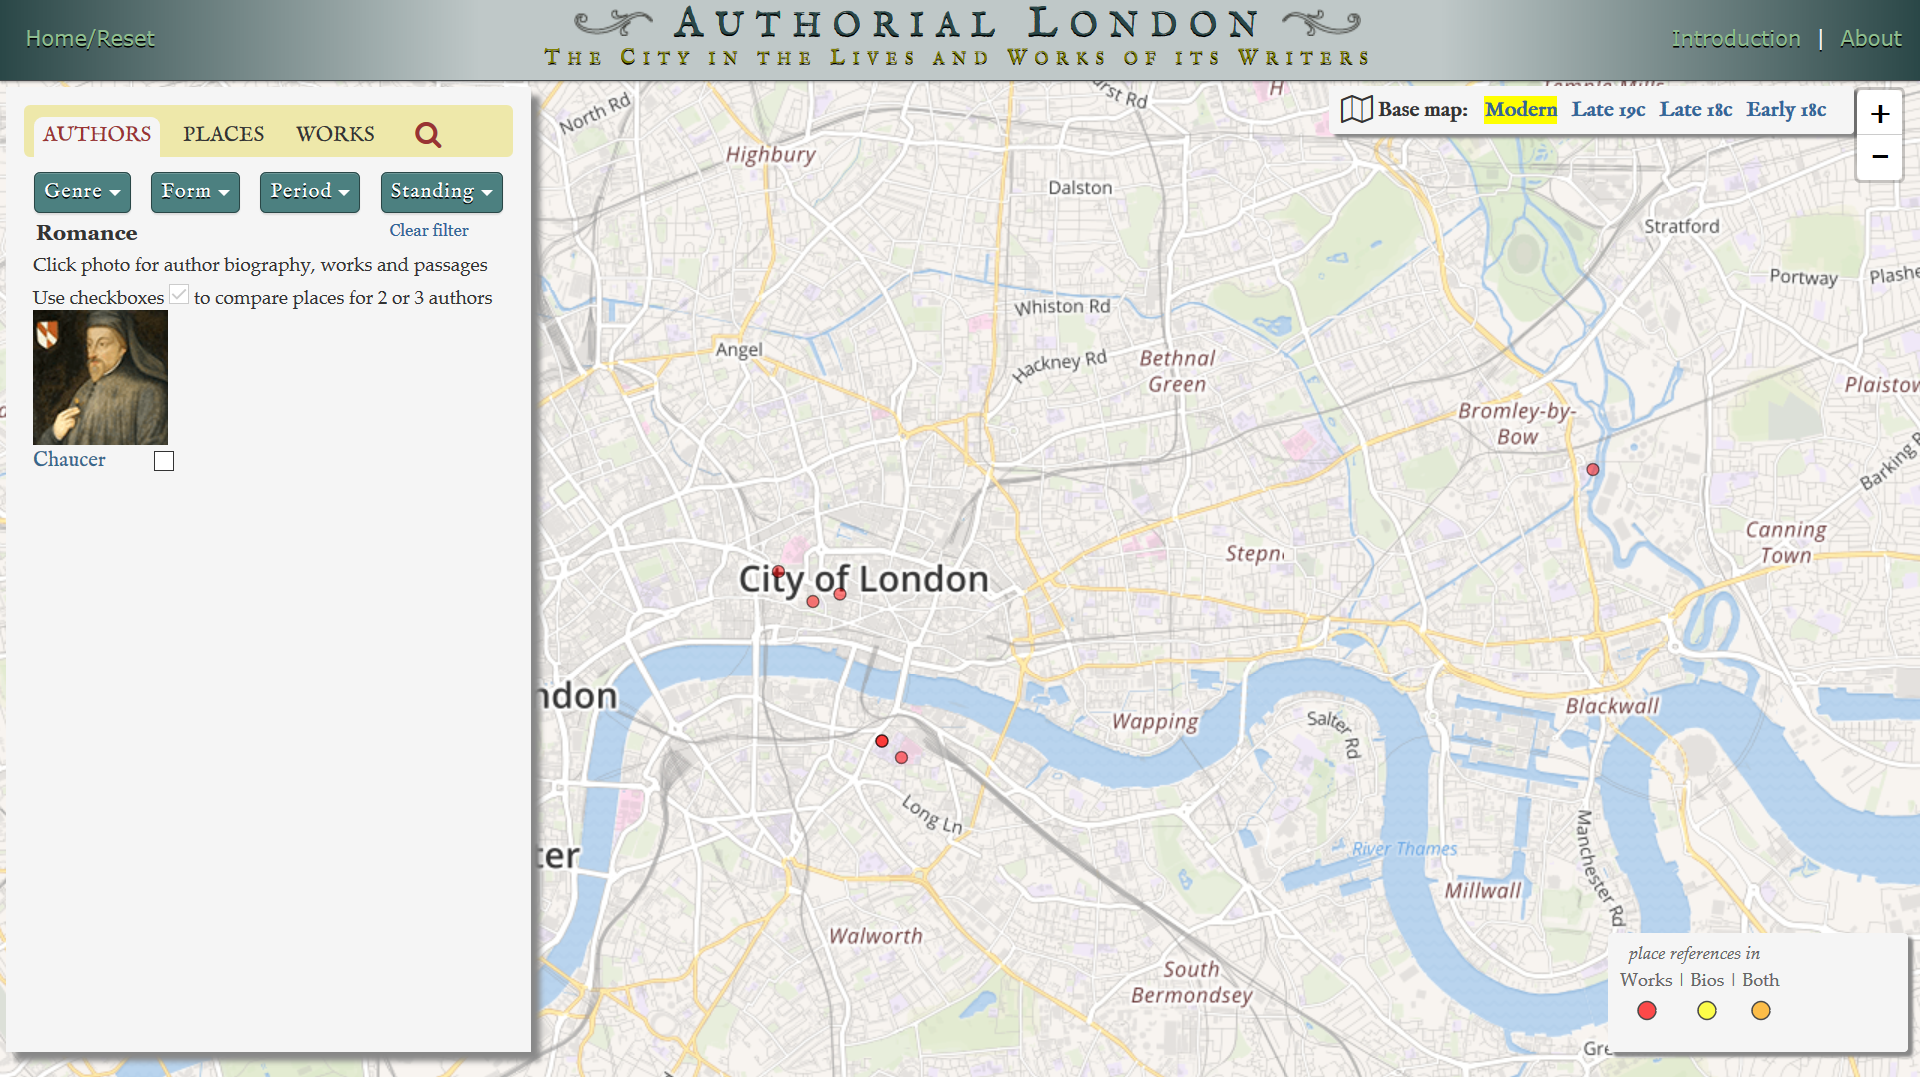 Home/Reset
AUTHORIAL LONDON
THE CITY IN THE LIVES AND WORKS OF ITS WRITERS
Introduction | About
AUTHORS
PLACES
WORKS
Genre
Form
Period
Standing
Romance
Clear filter
Click photo for author biography, works and passages
Use checkboxes to compare places for 2 or 3 authors
Chaucer
Base map: Modern Late 19c Late 18c Early 18c
+
−
North Rd
Highbury
Dalston
Stratford
Portway
Plashe
Whiston Rd
Angel
Hackney Rd
Bethnal
Green
Plaistow
Bromley-by-
Bow
Barking R
Canning
Town
Stepn
City of London
ndon
Wapping
Salter Rd
Blackwall
Long Ln
River Thames
Manchester Rd
ter
Millwall
Walworth
South
Bermondsey
Gre
place references in
Works | Bios | Both